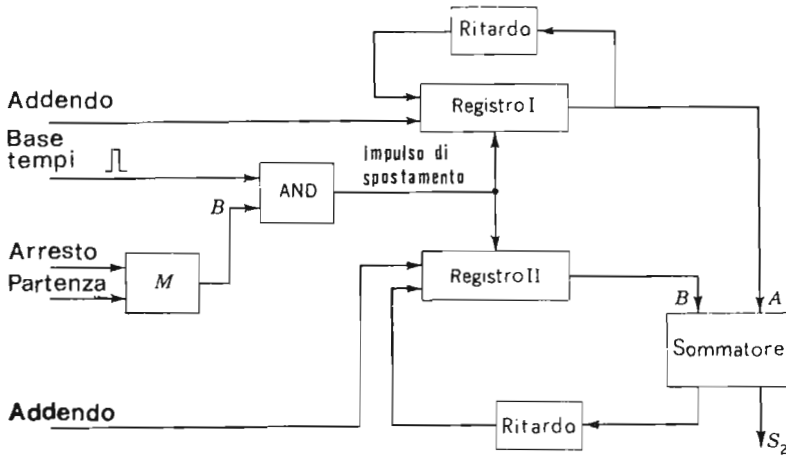 Ritardo
Addendo
Registro I
Base
tempi
impulso di
spostamento
AND
B
Arresto
Partenza
M
Registro II
B
A
Sommatore
Addendo
Ritardo
S2